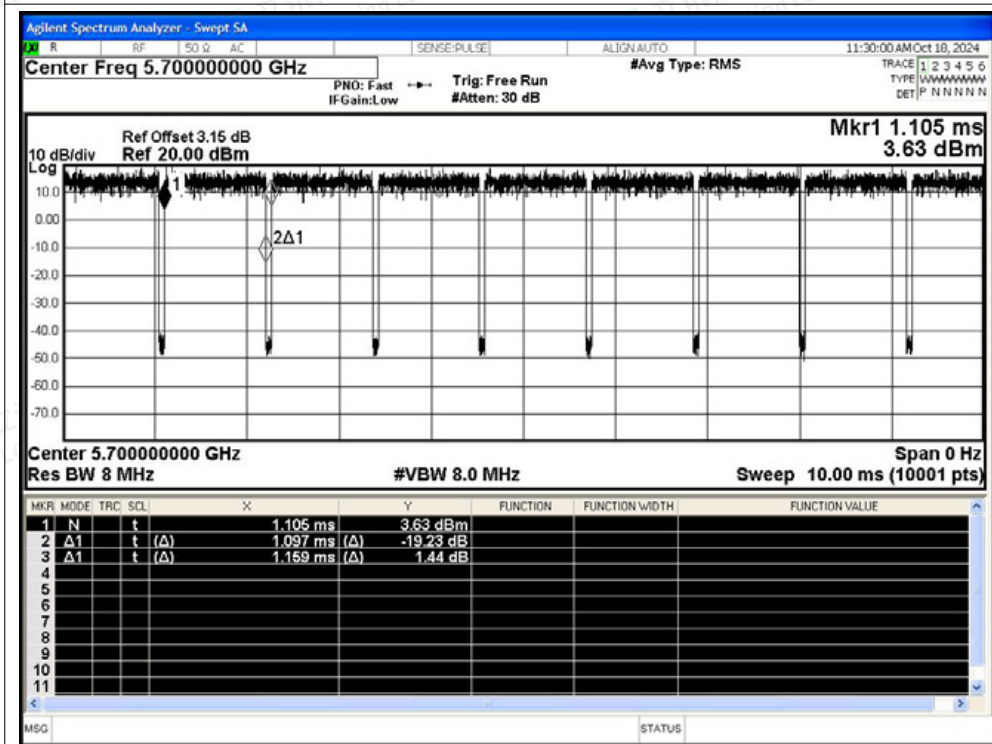 Agilent Spectrum Analyzer - Swept SA
LXI R RF 50 Ω AC SENSE:PULSE ALIGN AUTO 11:30:00 AM Oct 18, 2024
Center Freq 5.700000000 GHz #Avg Type: RMS TRACE 1 2 3 4 5 6
PNO: Fast Trig: Free Run TYPE WWWWWW
IFGain:Low #Atten: 30 dB DET P N N N N N
Mkr1 1.105 ms
Ref Offset 3.15 dB
10 dB/div Ref 20.00 dBm 3.63 dBm
Log
10.0
1
0.00
2Δ1
-10.0
-20.0
-30.0
-40.0
-50.0
-60.0
-70.0
Center 5.700000000 GHz Span 0 Hz
Res BW 8 MHz #VBW 8.0 MHz Sweep 10.00 ms (10001 pts)
MKR MODE TRC SCL X Y FUNCTION FUNCTION WIDTH FUNCTION VALUE
1 N t 1.105 ms 3.63 dBm
2 Δ1 t (Δ) 1.097 ms (Δ) -19.23 dB
3 Δ1 t (Δ) 1.159 ms (Δ) 1.44 dB
4
5
6
7
8
9
10
11
MSG STATUS